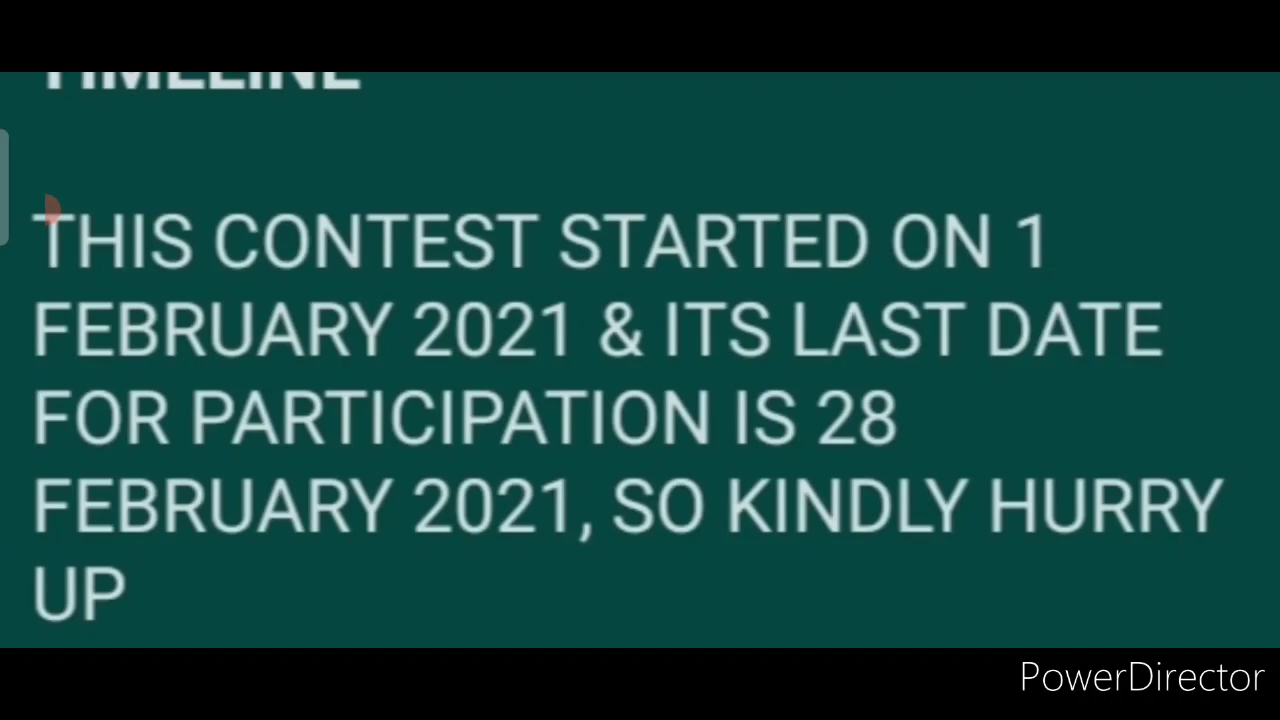 TIMELINE
THIS CONTEST STARTED ON 1
FEBRUARY 2021 & ITS LAST DATE
FOR PARTICIPATION IS 28
FEBRUARY 2021, SO KINDLY HURRY
UP
PowerDirector